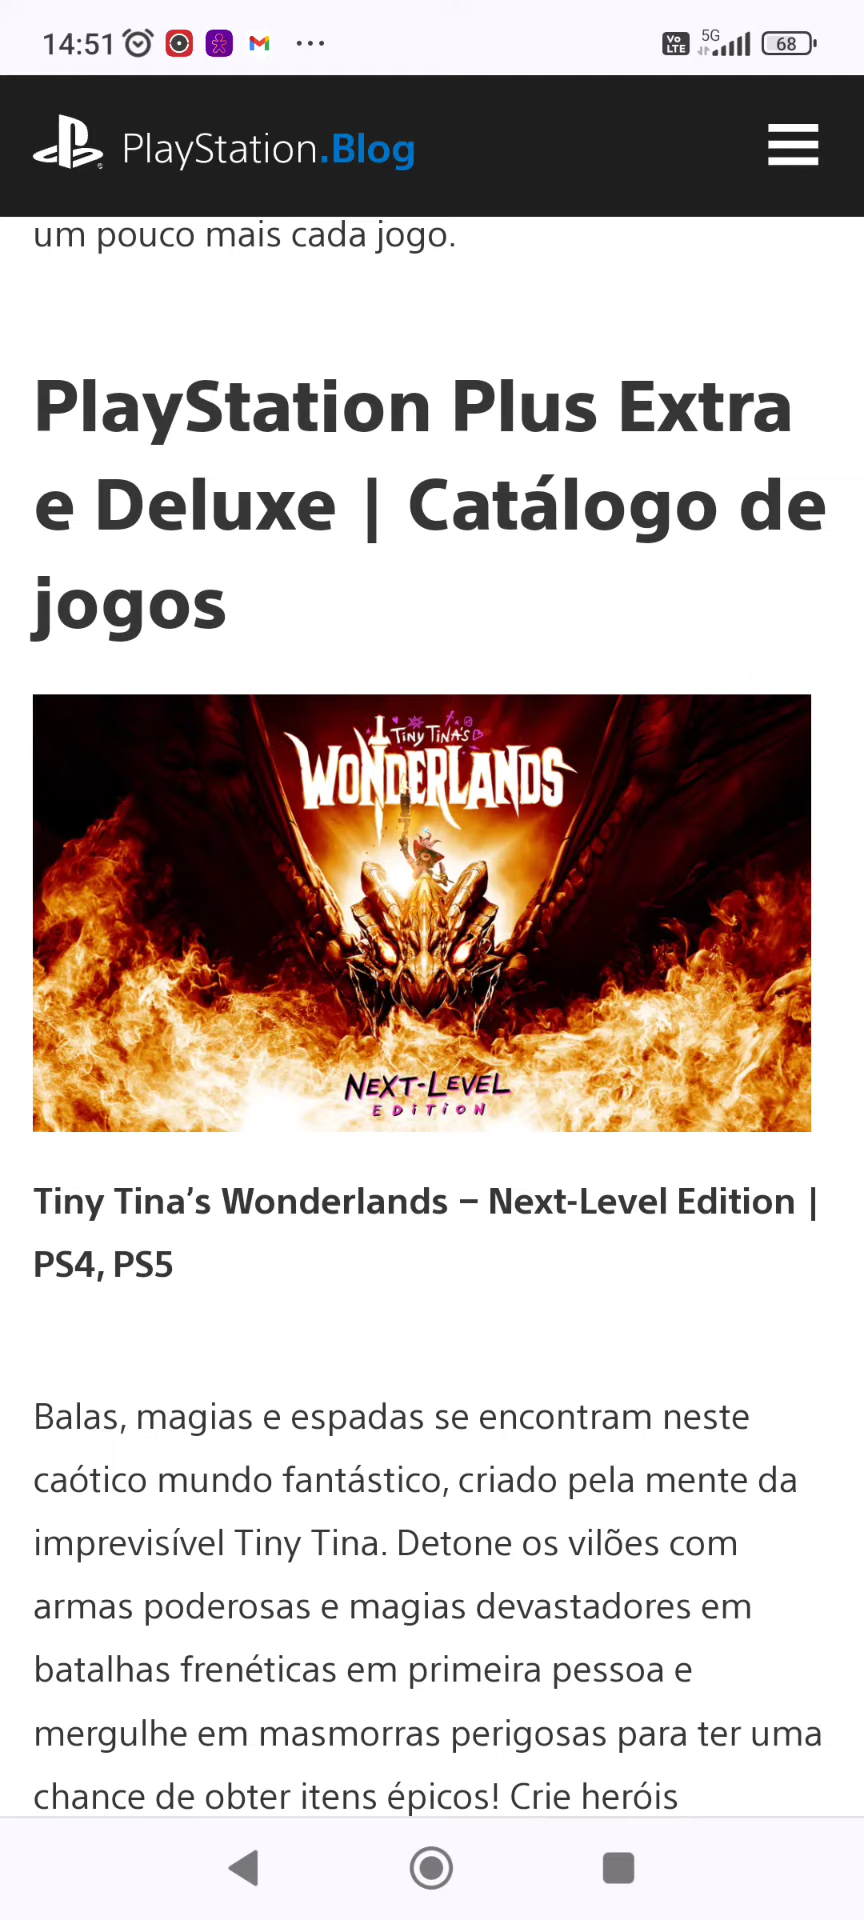 14:51
Vo LTE 5G 68
PlayStation.Blog
um pouco mais cada jogo.
PlayStation Plus Extra
e Deluxe | Catálogo de
jogos
TINY TINA'S
WONDERLANDS
NEXT-LEVEL
EDITION
Tiny Tina’s Wonderlands – Next-Level Edition |
PS4, PS5
Balas, magias e espadas se encontram neste
caótico mundo fantástico, criado pela mente da
imprevisível Tiny Tina. Detone os vilões com
armas poderosas e magias devastadores em
batalhas frenéticas em primeira pessoa e
mergulhe em masmorras perigosas para ter uma
chance de obter itens épicos! Crie heróis